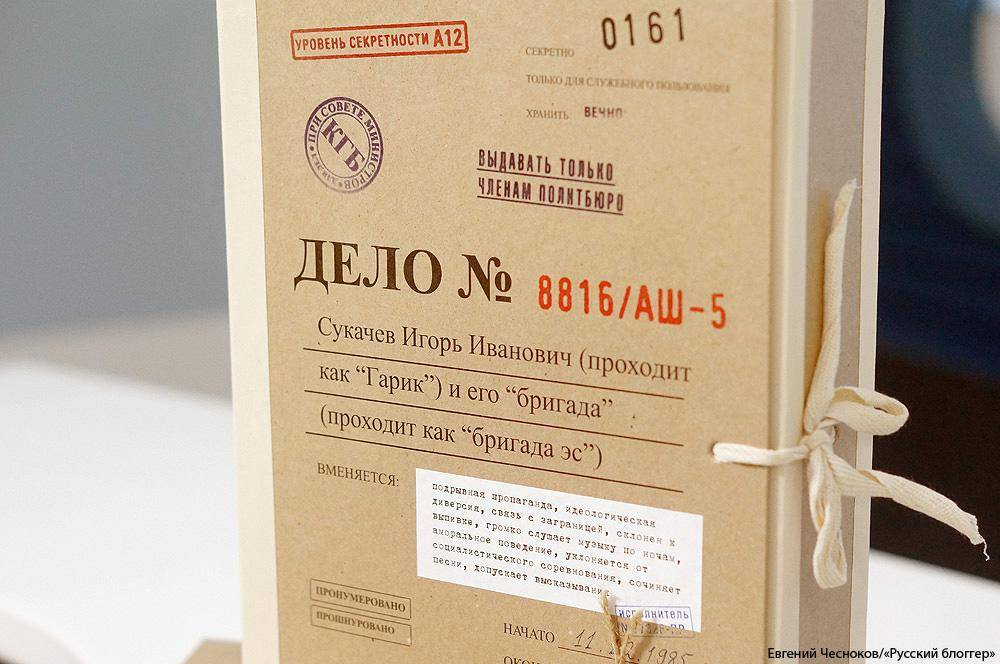 УРОВЕНЬ СЕКРЕТНОСТИ А12
0161
СЕКРЕТНО
ТОЛЬКО ДЛЯ СЛУЖЕБНОГО ПОЛЬЗОВАНИЯ
ХРАНИТЬ ВЕЧНО
ПРИ СОВЕТЕ МИНИСТРОВ
КГБ
ВЫДАВАТЬ ТОЛЬКО
ЧЛЕНАМ ПОЛИТБЮРО
ДЕЛО № 8816/АШ-5
Сукачев Игорь Иванович (проходит
как “Гарик”) и его “бригада”
(проходит как “бригада эс”)
ВМЕНЯЕТСЯ:
подрывная пропаганда, идеологическая
диверсия, связь с заграницей, склонен к
выпивке, громко слушает музыку по ночам,
аморальное поведение, уклоняется от
социалистического соревнования, сочиняет
песни, допускает высказывания
ИСПОЛНИТЕЛЬ
ПРОНУМЕРОВАНО
ПРОШНУРОВАНО
НАЧАТО 1985
Евгений Чесноков/«Русский блоггер»